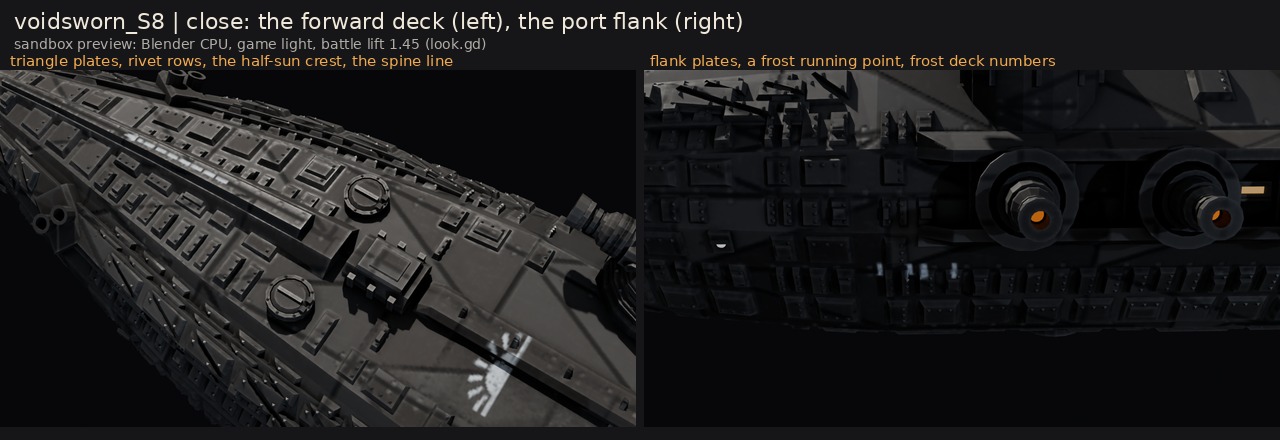 voidsworn_S8 | close: the forward deck (left), the port flank (right)
sandbox preview: Blender CPU, game light, battle lift 1.45 (look.gd)
triangle plates, rivet rows, the half-sun crest, the spine line
flank plates, a frost running point, frost deck numbers